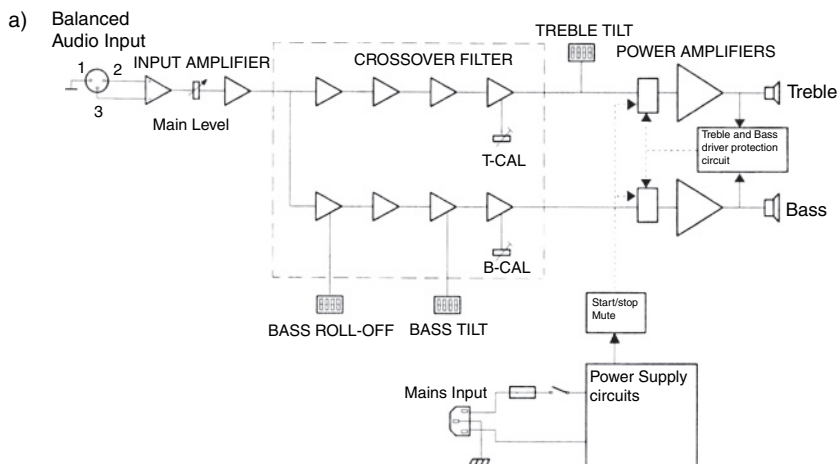 a)
Balanced
Audio Input
1
2
3
INPUT AMPLIFIER
Main Level
CROSSOVER FILTER
TREBLE TILT
POWER AMPLIFIERS
Treble
T-CAL
Treble and Bass
driver protection
circuit
Bass
B-CAL
BASS ROLL-OFF
BASS TILT
Start/stop
Mute
Mains Input
Power Supply
circuits